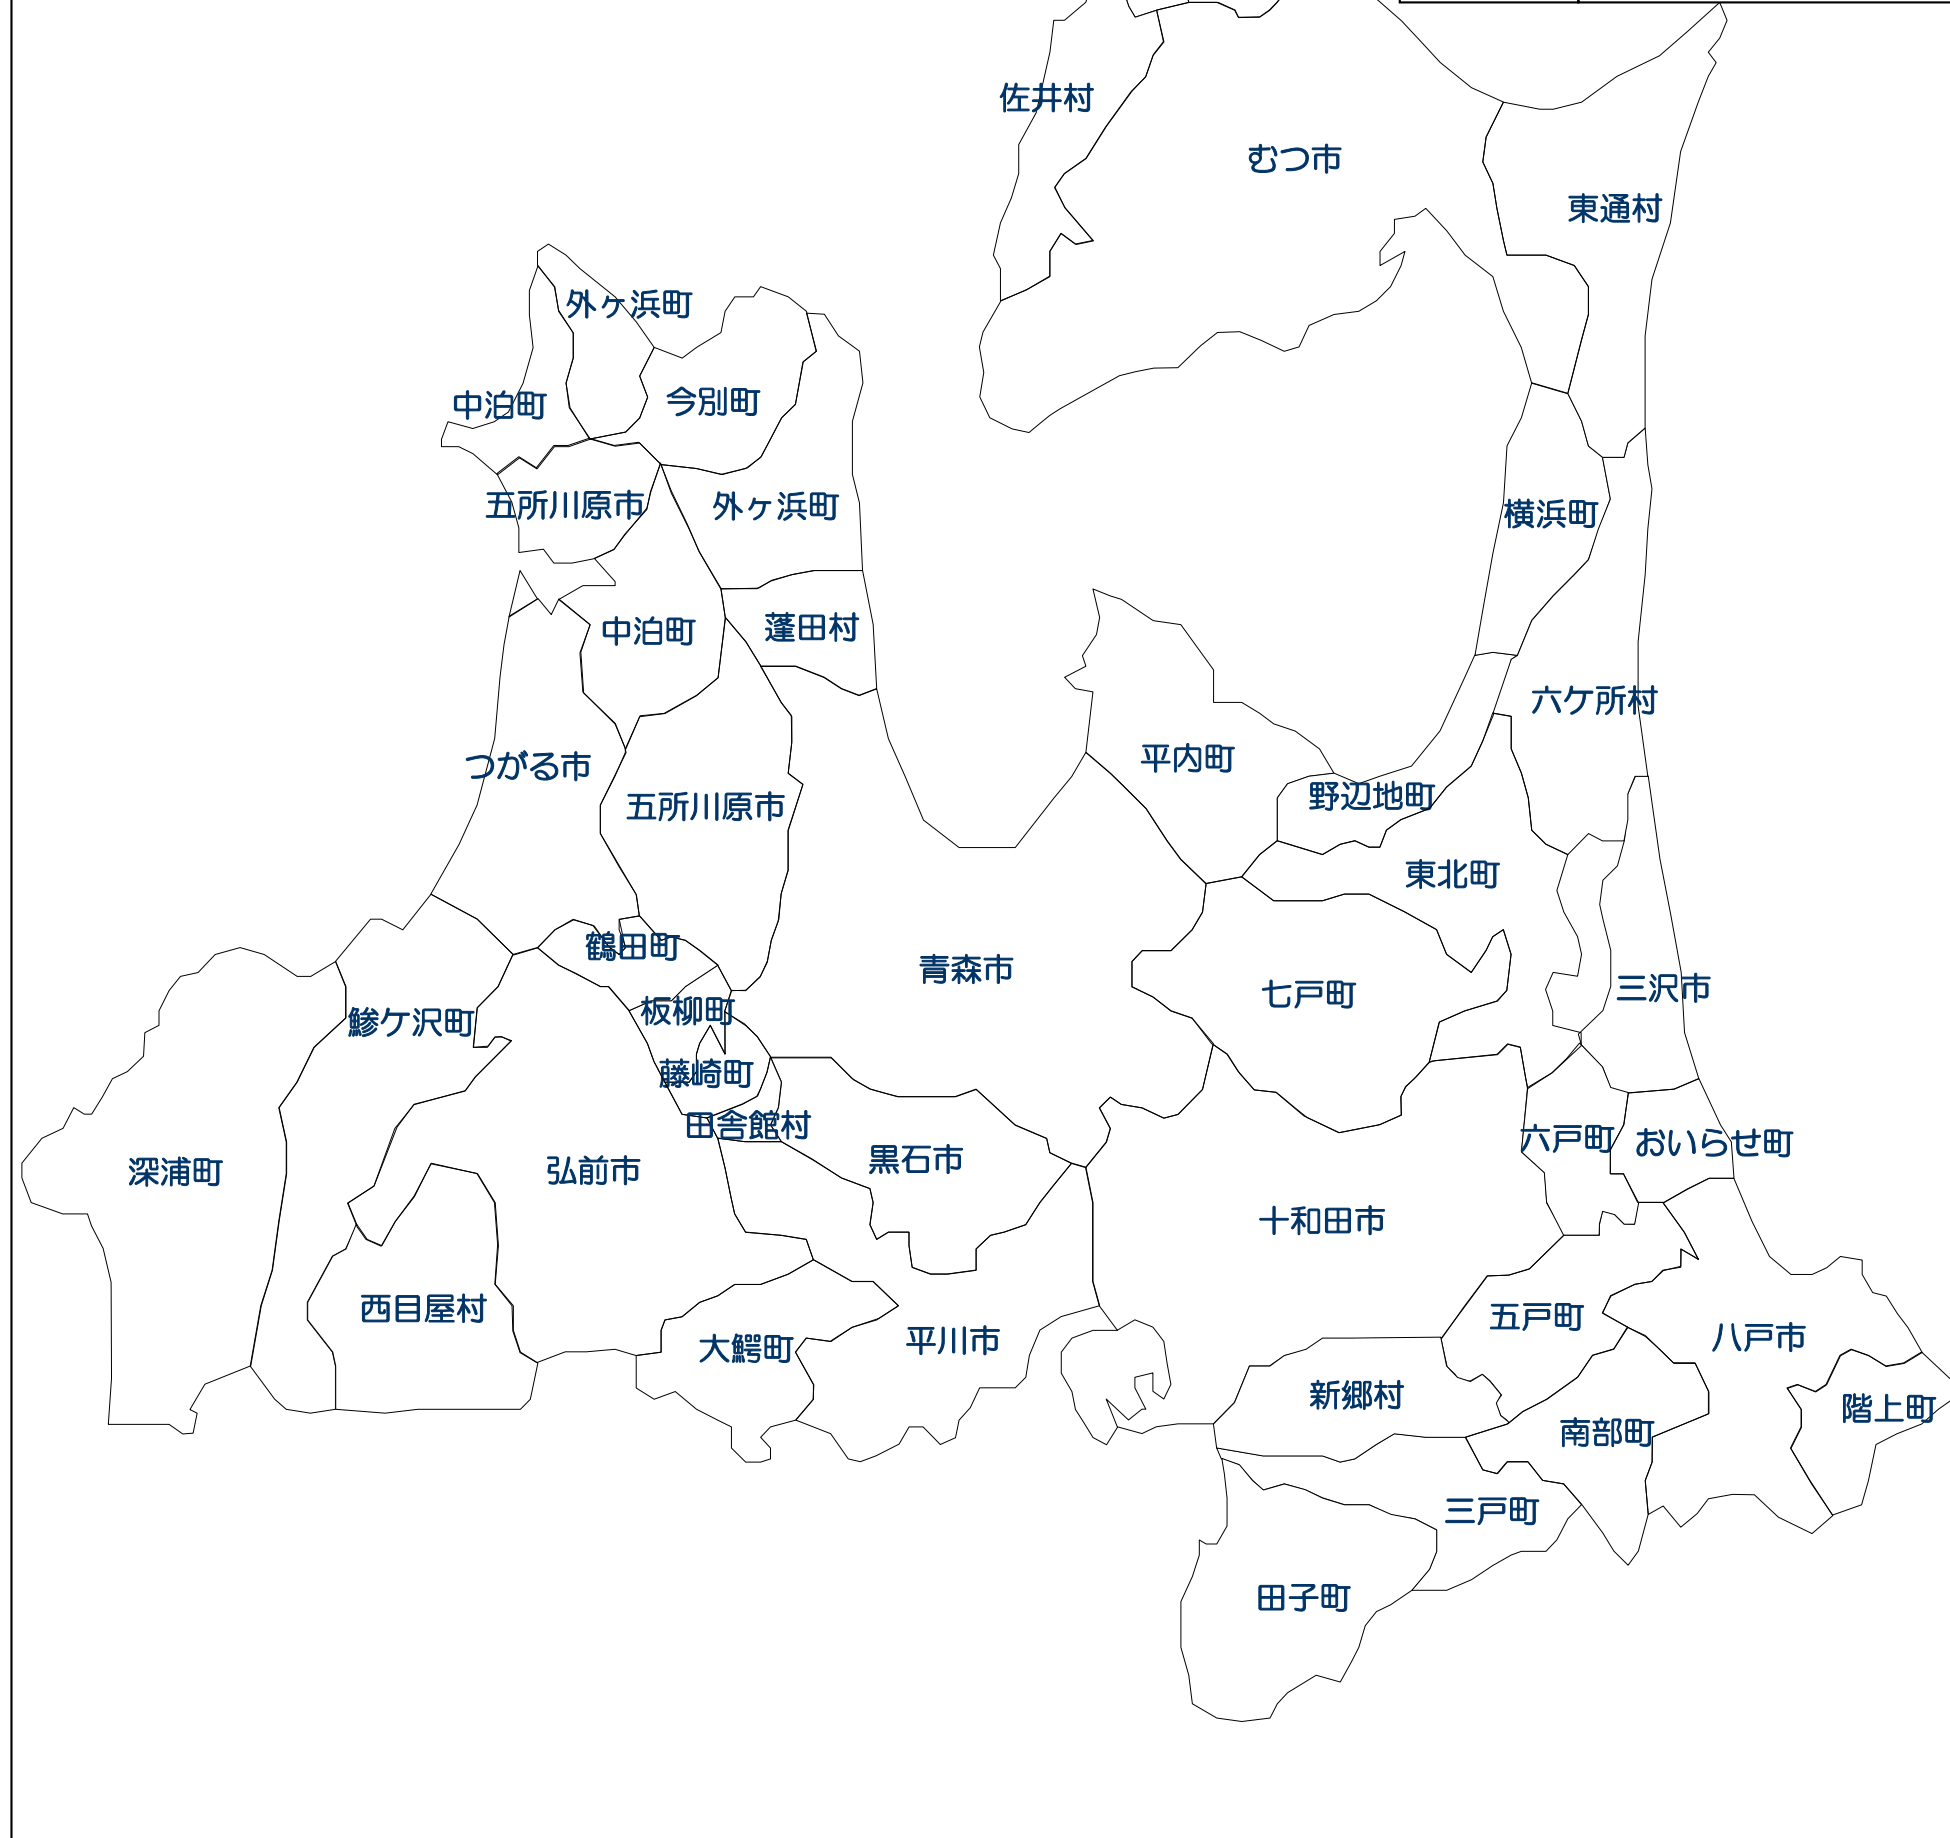 佐井村
むつ市
東通村
外ヶ浜町
中泊町
今別町
五所川原市
外ヶ浜町
横浜町
中泊町
蓬田村
六ケ所村
つがる市
平内町
五所川原市
野辺地町
東北町
鶴田町
青森市
七戸町
三沢市
板柳町
鰺ケ沢町
藤崎町
田舎館村
六戸町
おいらせ町
深浦町
弘前市
黒石市
十和田市
西目屋村
五戸町
八戸市
大鰐町
平川市
新郷村
階上町
南部町
三戸町
田子町